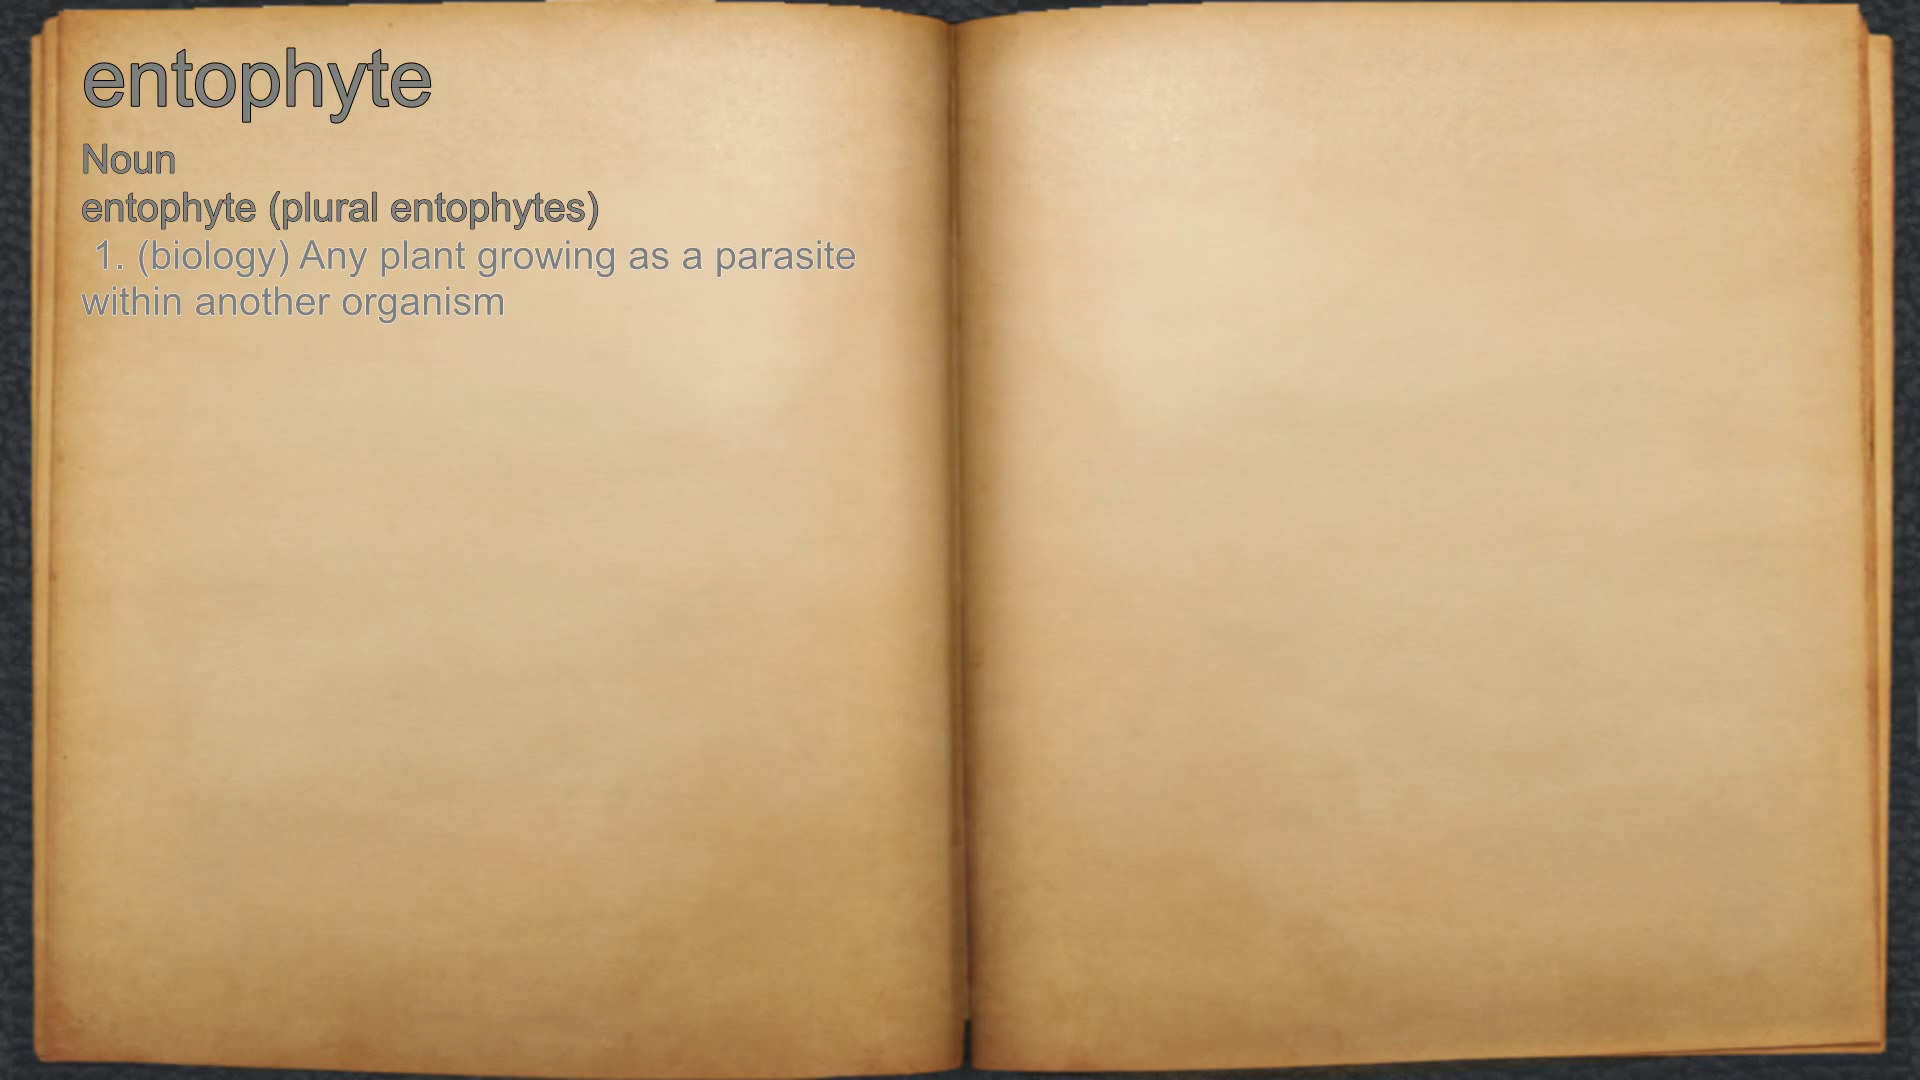 entophyte
Noun
entophyte (plural entophytes)
1. (biology) Any plant growing as a parasite
within another organism